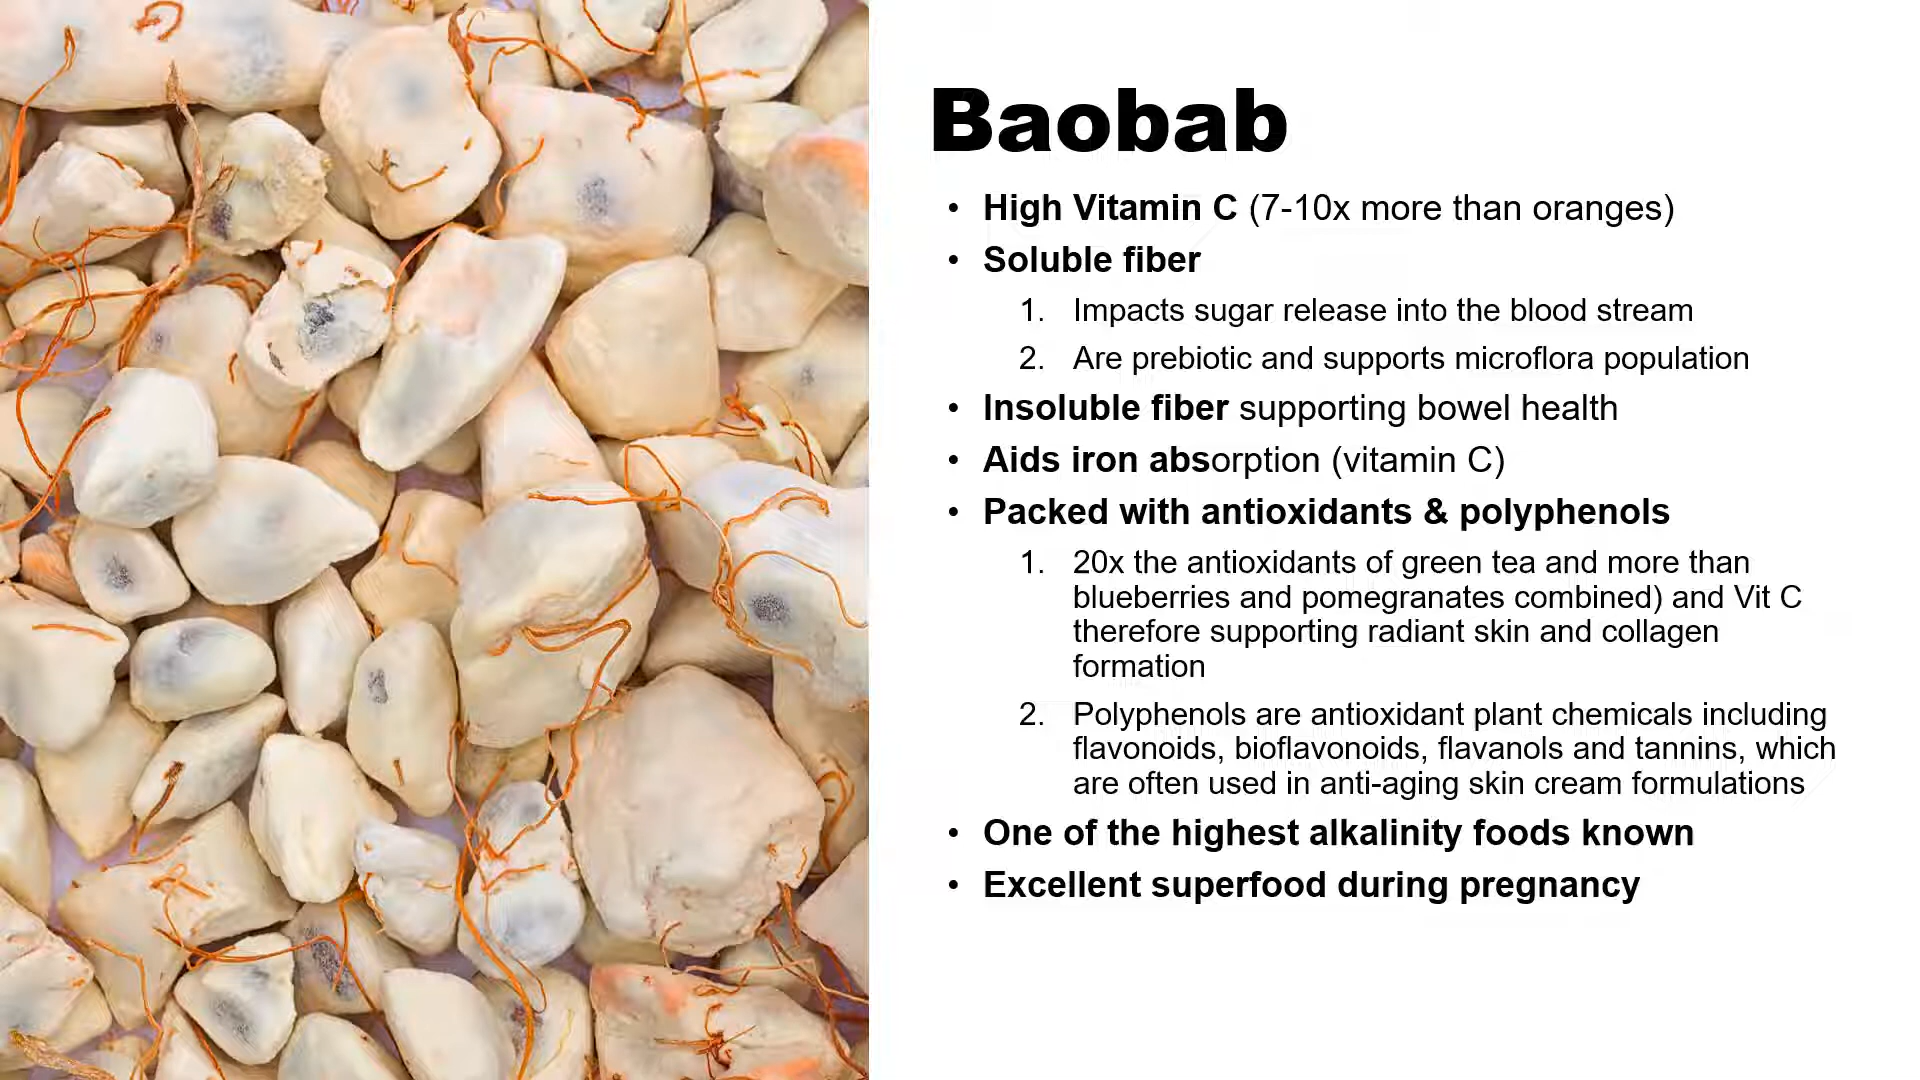 Baobab
• High Vitamin C (7-10x more than oranges)
• Soluble fiber
1. Impacts sugar release into the blood stream
2. Are prebiotic and supports microflora population
• Insoluble fiber supporting bowel health
• Aids iron absorption (vitamin C)
• Packed with antioxidants & polyphenols
1. 20x the antioxidants of green tea and more than
blueberries and pomegranates combined) and Vit C
therefore supporting radiant skin and collagen
formation
2. Polyphenols are antioxidant plant chemicals including
flavonoids, bioflavonoids, flavanols and tannins, which
are often used in anti-aging skin cream formulations
• One of the highest alkalinity foods known
• Excellent superfood during pregnancy